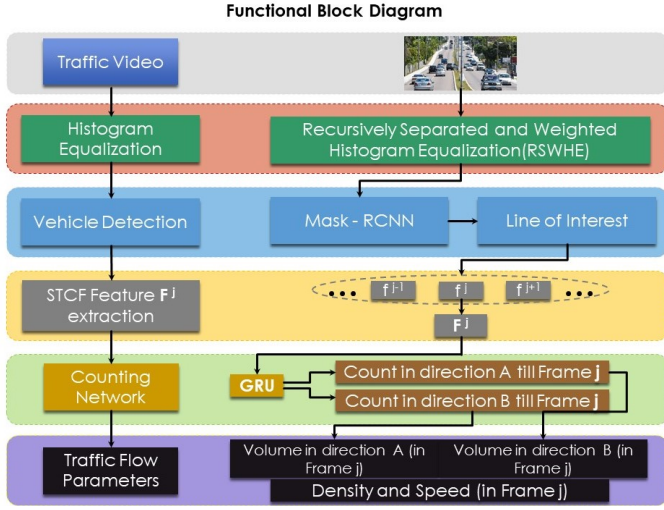 Functional Block Diagram
Traffic Video
Histogram
Equalization
Recursively Separated and Weighted
Histogram Equalization(RSWHE)
Vehicle Detection
Mask - RCNN
Line of Interest
STCF Feature F j
extraction
... f j-1 f j f j+1 ...
F j
Counting
Network
GRU
Count in direction A till Frame j
Count in direction B till Frame j
Traffic Flow
Parameters
Volume in direction A (in
Frame j)
Volume in direction B (in
Frame j)
Density and Speed (in Frame j)